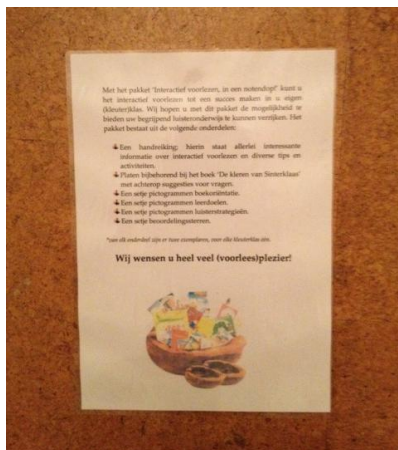 Met het pakket 'Interactief voorlezen, in een notendop!' kunt u
het interactief voorlezen tot een succes maken in u eigen
(kleuter)klas. Wij hopen u met dit pakket de mogelijkheid te
bieden uw begrijpend luisteronderwijs te kunnen verrijken. Het
pakket bestaat uit de volgende onderdelen:
Een handreiking; hierin staat allerlei interessante
informatie over interactief voorlezen en diverse tips en
activiteiten.
Platen bijbehorend bij het boek 'De kleren van Sinterklaas'
met achterop suggesties voor vragen.
Een setje pictogrammen boekoriëntatie.
Een setje pictogrammen leerdoelen.
Een setje pictogrammen luisterstrategieën.
Een setje beoordelingssterren.
*van elk onderdeel zijn er twee exemplaren, voor elke kleuterklas één.
Wij wensen u heel veel (voorlees)plezier!